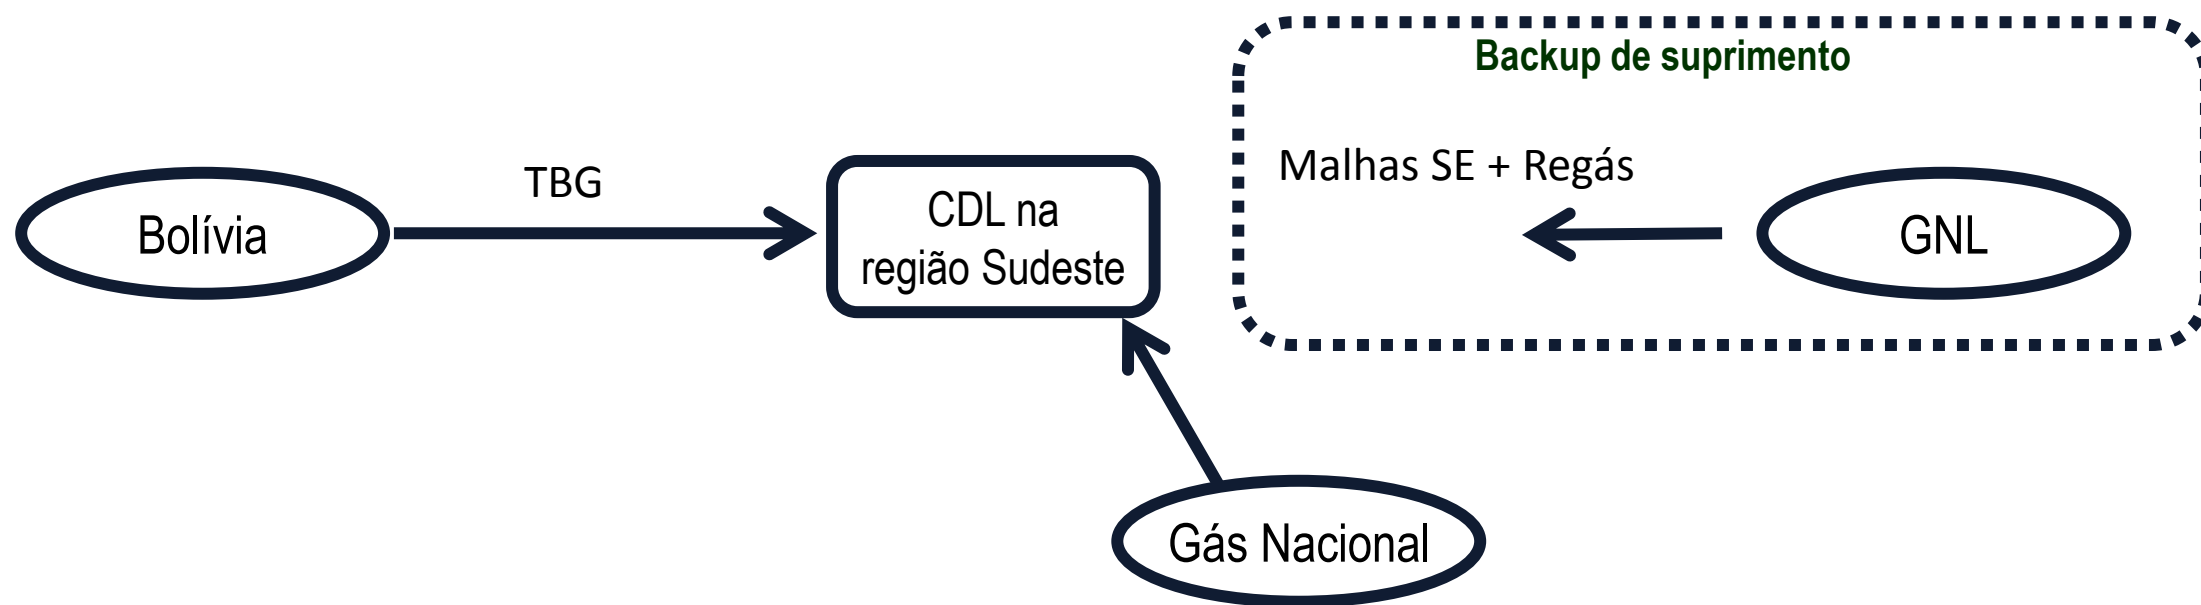 Backup de suprimento
Bolívia
TBG
CDL na
região Sudeste
Malhas SE + Regás
GNL
Gás Nacional